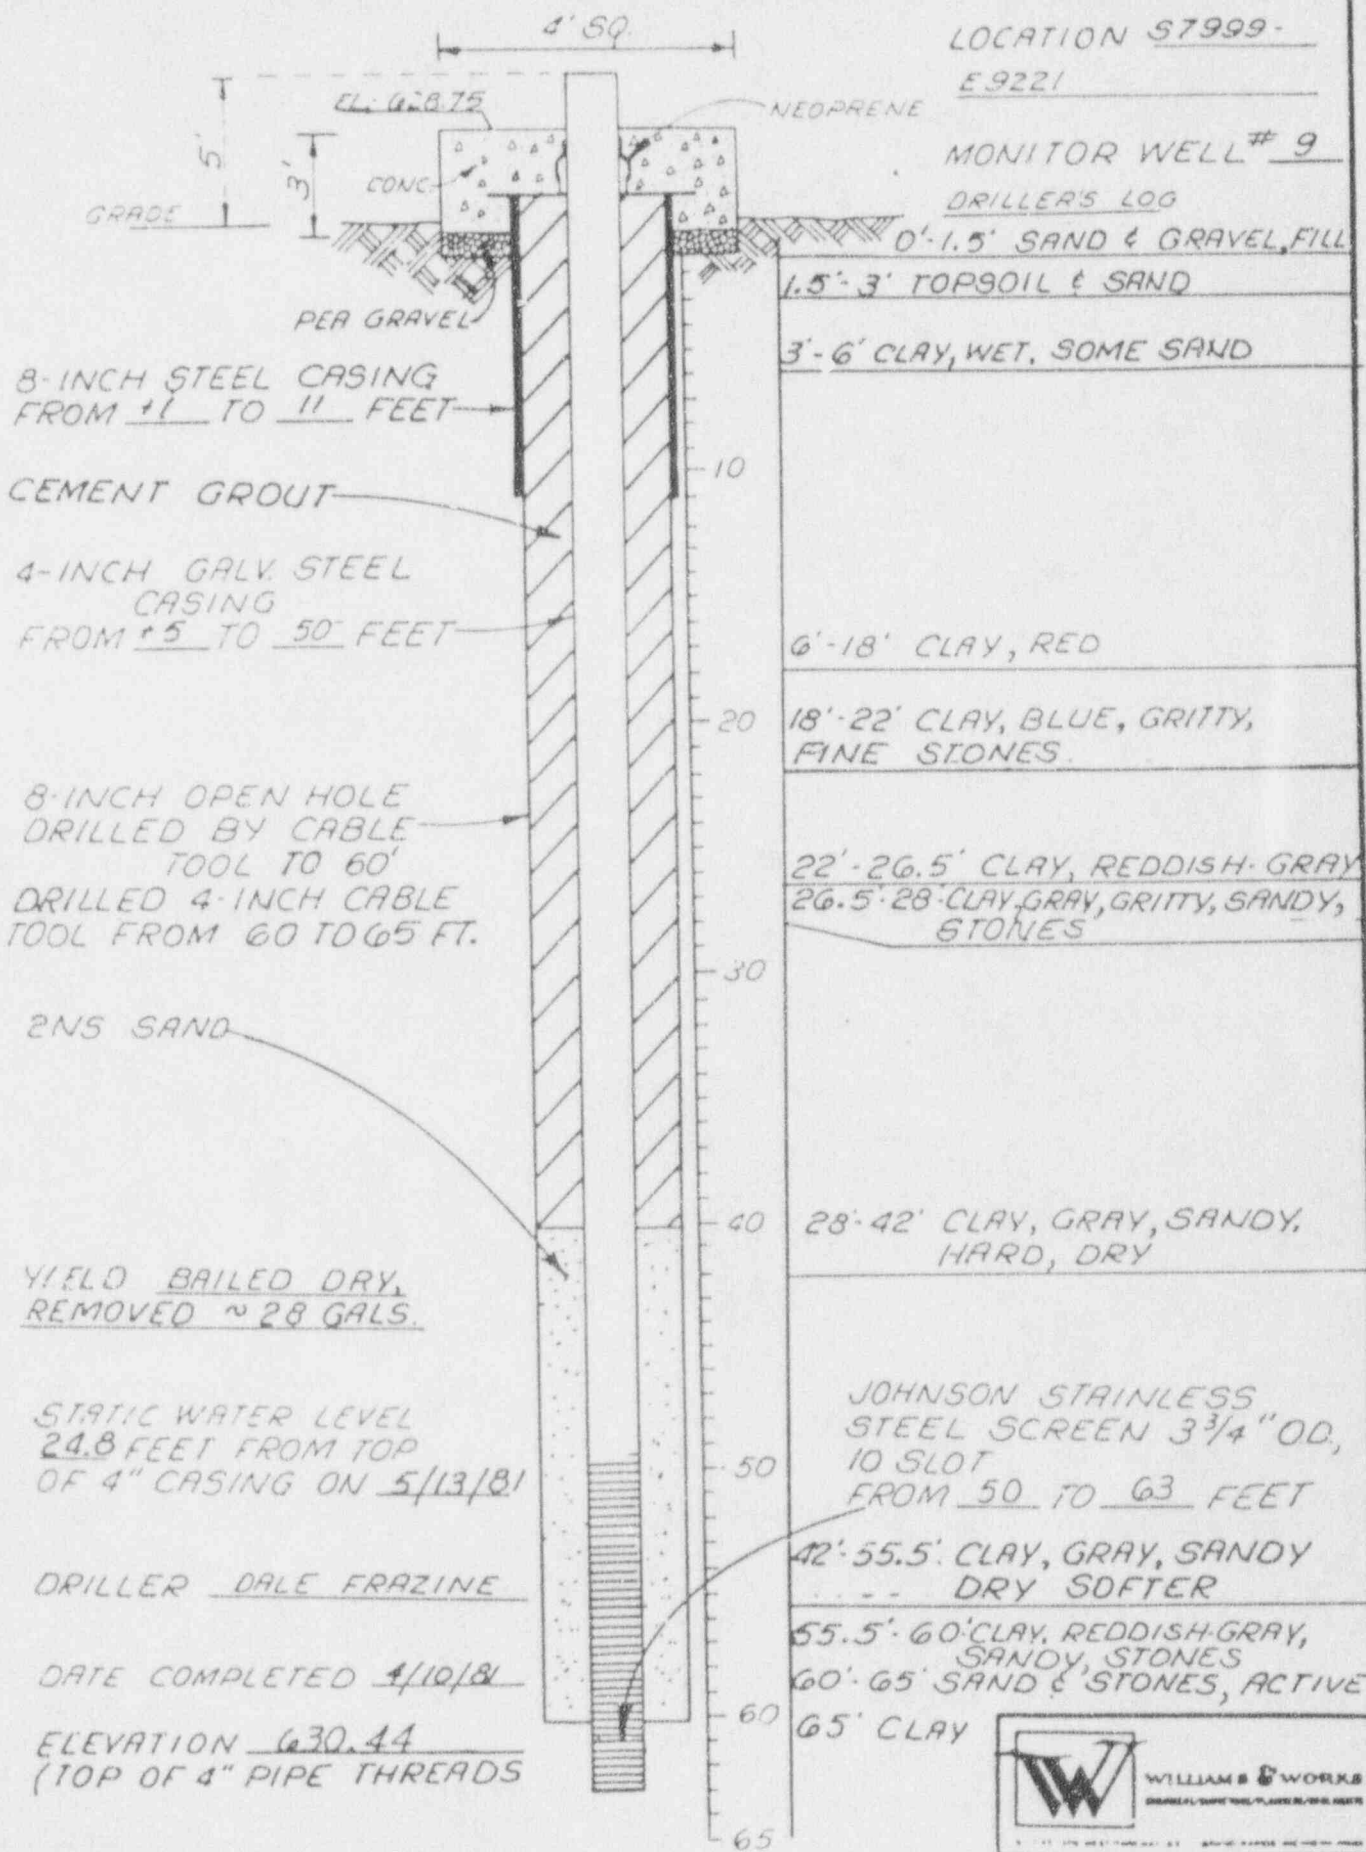 4' SQ.
LOCATION S7999-
E9221
EL: 628.75
NEOPRENE
5'
3'
CONC
MONITOR WELL # 9
DRILLER'S LOG
GRADE
0'-1.5' SAND & GRAVEL, FILL
1.5'-3' TOPSOIL & SAND
PEA GRAVEL
3'-6' CLAY, WET, SOME SAND
8-INCH STEEL CASING
FROM +1 TO 11 FEET
10
CEMENT GROUT
4-INCH GALV. STEEL
CASING
FROM +5 TO 50 FEET
6'-18' CLAY, RED
20
18'-22' CLAY, BLUE, GRITTY,
FINE STONES.
8-INCH OPEN HOLE
DRILLED BY CABLE
TOOL TO 60'
DRILLED 4-INCH CABLE
TOOL FROM 60 TO 65 FT.
22'-26.5' CLAY, REDDISH-GRAY
26.5'-28' CLAY, GRAY, GRITTY, SANDY,
STONES
30
2NS SAND
40
28'-42' CLAY, GRAY, SANDY,
HARD, DRY
YIELD BAILED DRY,
REMOVED ~28 GALS.
STATIC WATER LEVEL
24.8 FEET FROM TOP
OF 4" CASING ON 5/13/81
JOHNSON STAINLESS
STEEL SCREEN 3 3/4" OD.,
10 SLOT
FROM 50 TO 63 FEET
50
42'-55.5' CLAY, GRAY, SANDY
DRY SOFTER
DRILLER DALE FRAZINE
55.5'-60' CLAY, REDDISH-GRAY,
SANDY, STONES
60'-65' SAND & STONES, ACTIVE
DATE COMPLETED 4/10/81
60
65' CLAY
ELEVATION 630.44
(TOP OF 4" PIPE THREADS
WILLIAMS & WORKS
65